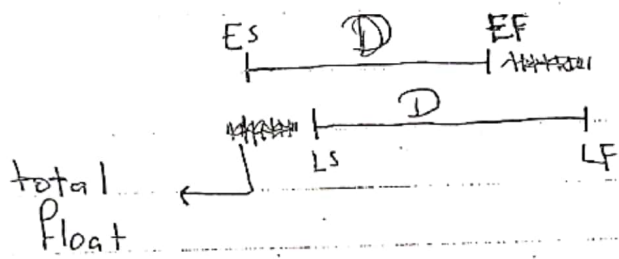 ES D EF
D
LS LF
total
float